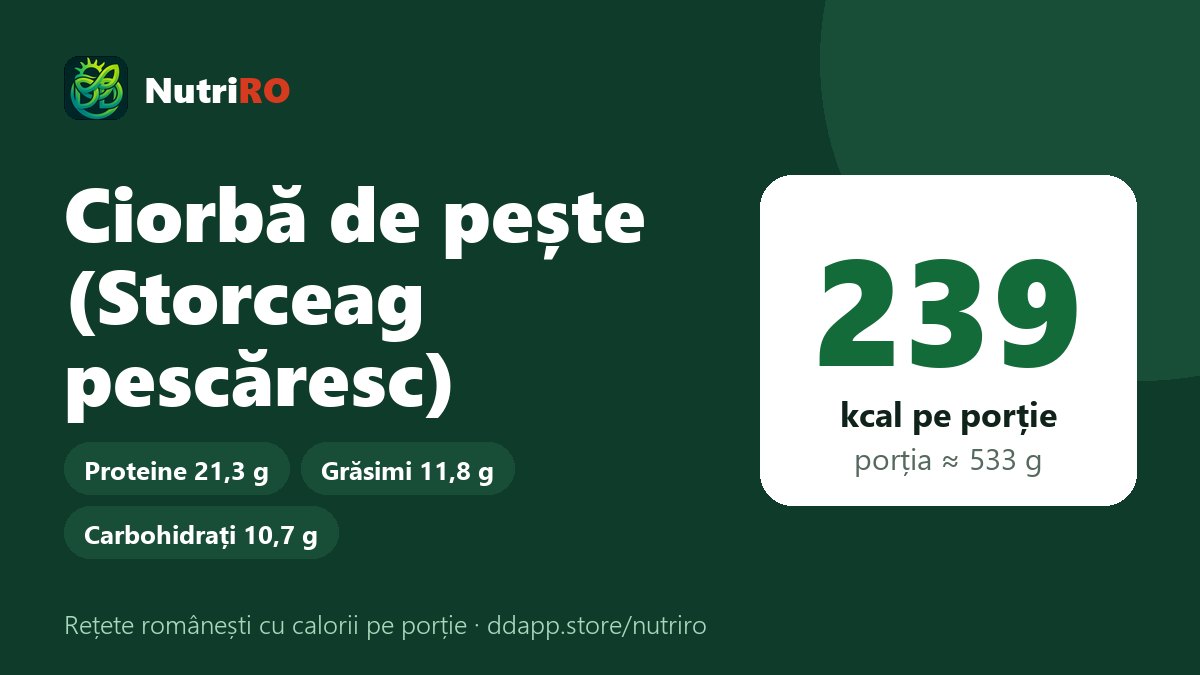 NutriRO
Ciorbă de pește
(Storceag
pescăresc)
Proteine 21,3 g
Grăsimi 11,8 g
Carbohidrați 10,7 g
239
kcal pe porție
porția ≈ 533 g
Rețete românești cu calorii pe porție · ddapp.store/nutriro